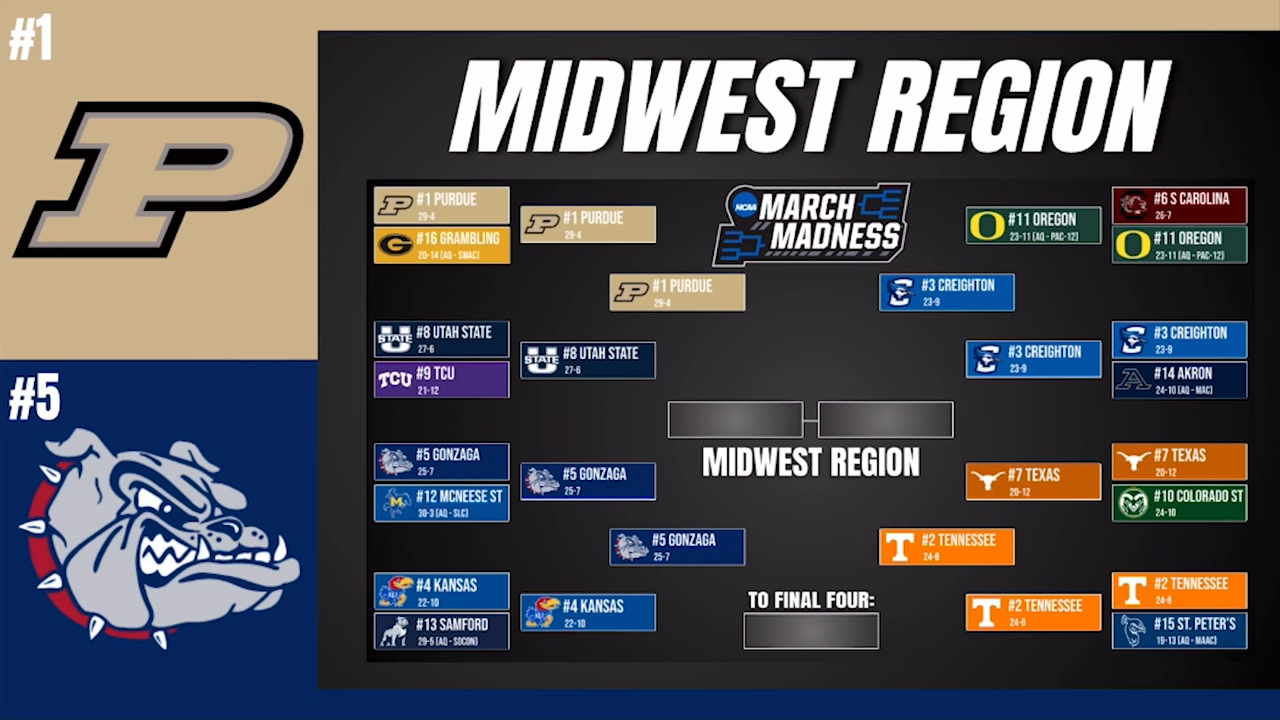 #1
P
#5
MIDWEST REGION
NCAA MARCH
MADNESS
#1 PURDUE
29-4
#16 GRAMBLING
20-14 (AQ - SWAC)
#1 PURDUE
29-4
#1 PURDUE
29-4
#8 UTAH STATE
27-6
#9 TCU
21-12
#8 UTAH STATE
27-6
#5 GONZAGA
25-7
#12 MCNEESE ST
30-3 (AQ - SLC)
#5 GONZAGA
25-7
#5 GONZAGA
25-7
#4 KANSAS
22-10
#13 SAMFORD
29-5 (AQ - SOCON)
#4 KANSAS
22-10
#6 S CAROLINA
26-7
#11 OREGON
23-11 (AQ - PAC-12)
#11 OREGON
23-11 (AQ - PAC-12)
#3 CREIGHTON
23-9
#3 CREIGHTON
23-9
#14 AKRON
24-10 (AQ - MAC)
#3 CREIGHTON
23-9
MIDWEST REGION
#7 TEXAS
20-12
#10 COLORADO ST
24-10
#7 TEXAS
20-12
#2 TENNESSEE
24-8
#2 TENNESSEE
24-8
#15 ST. PETER'S
19-13 (AQ - MAAC)
#2 TENNESSEE
24-8
TO FINAL FOUR: